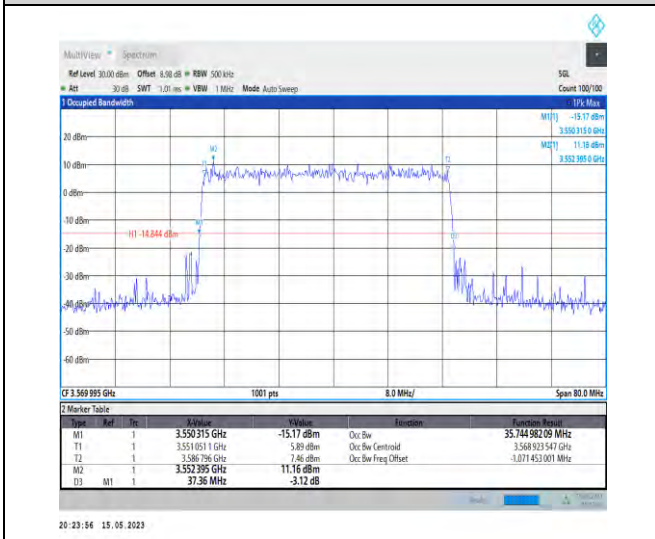 MultiView Spectrum
Ref Level 30.00 dBm Offset 8.98 dB RBW 500 kHz SGL
Att 30 dB SWT 1.01 ms VBW 1 MHz Mode Auto Sweep Count 100/100
1 Occupied Bandwidth 1Pk Max
M1[1] -15.17 dBm
3.550 315 0 GHz
M2[1] 11.16 dBm
3.552 395 0 GHz
20 dBm
M2
T2
10 dBm
0 dBm
-10 dBm
H1 -14.844 dBm
-20 dBm
-30 dBm
-40 dBm
-50 dBm
-60 dBm
CF 3.569 995 GHz 1001 pts 8.0 MHz/ Span 80.0 MHz
2 Marker Table
Type Ref Trc X-Value Y-Value Function Function Result
M1 1 3.550 315 GHz -15.17 dBm Occ Bw 35.744 982 09 MHz
T1 1 3.551 051 1 GHz 5.89 dBm Occ Bw Centroid 3.568 923 547 GHz
T2 1 3.586 796 GHz 7.46 dBm Occ Bw Freq Offset -1.071 453 001 MHz
M2 1 3.552 395 GHz 11.16 dBm
D3 M1 1 37.36 MHz -3.12 dB
20:23:56 15.05.2023